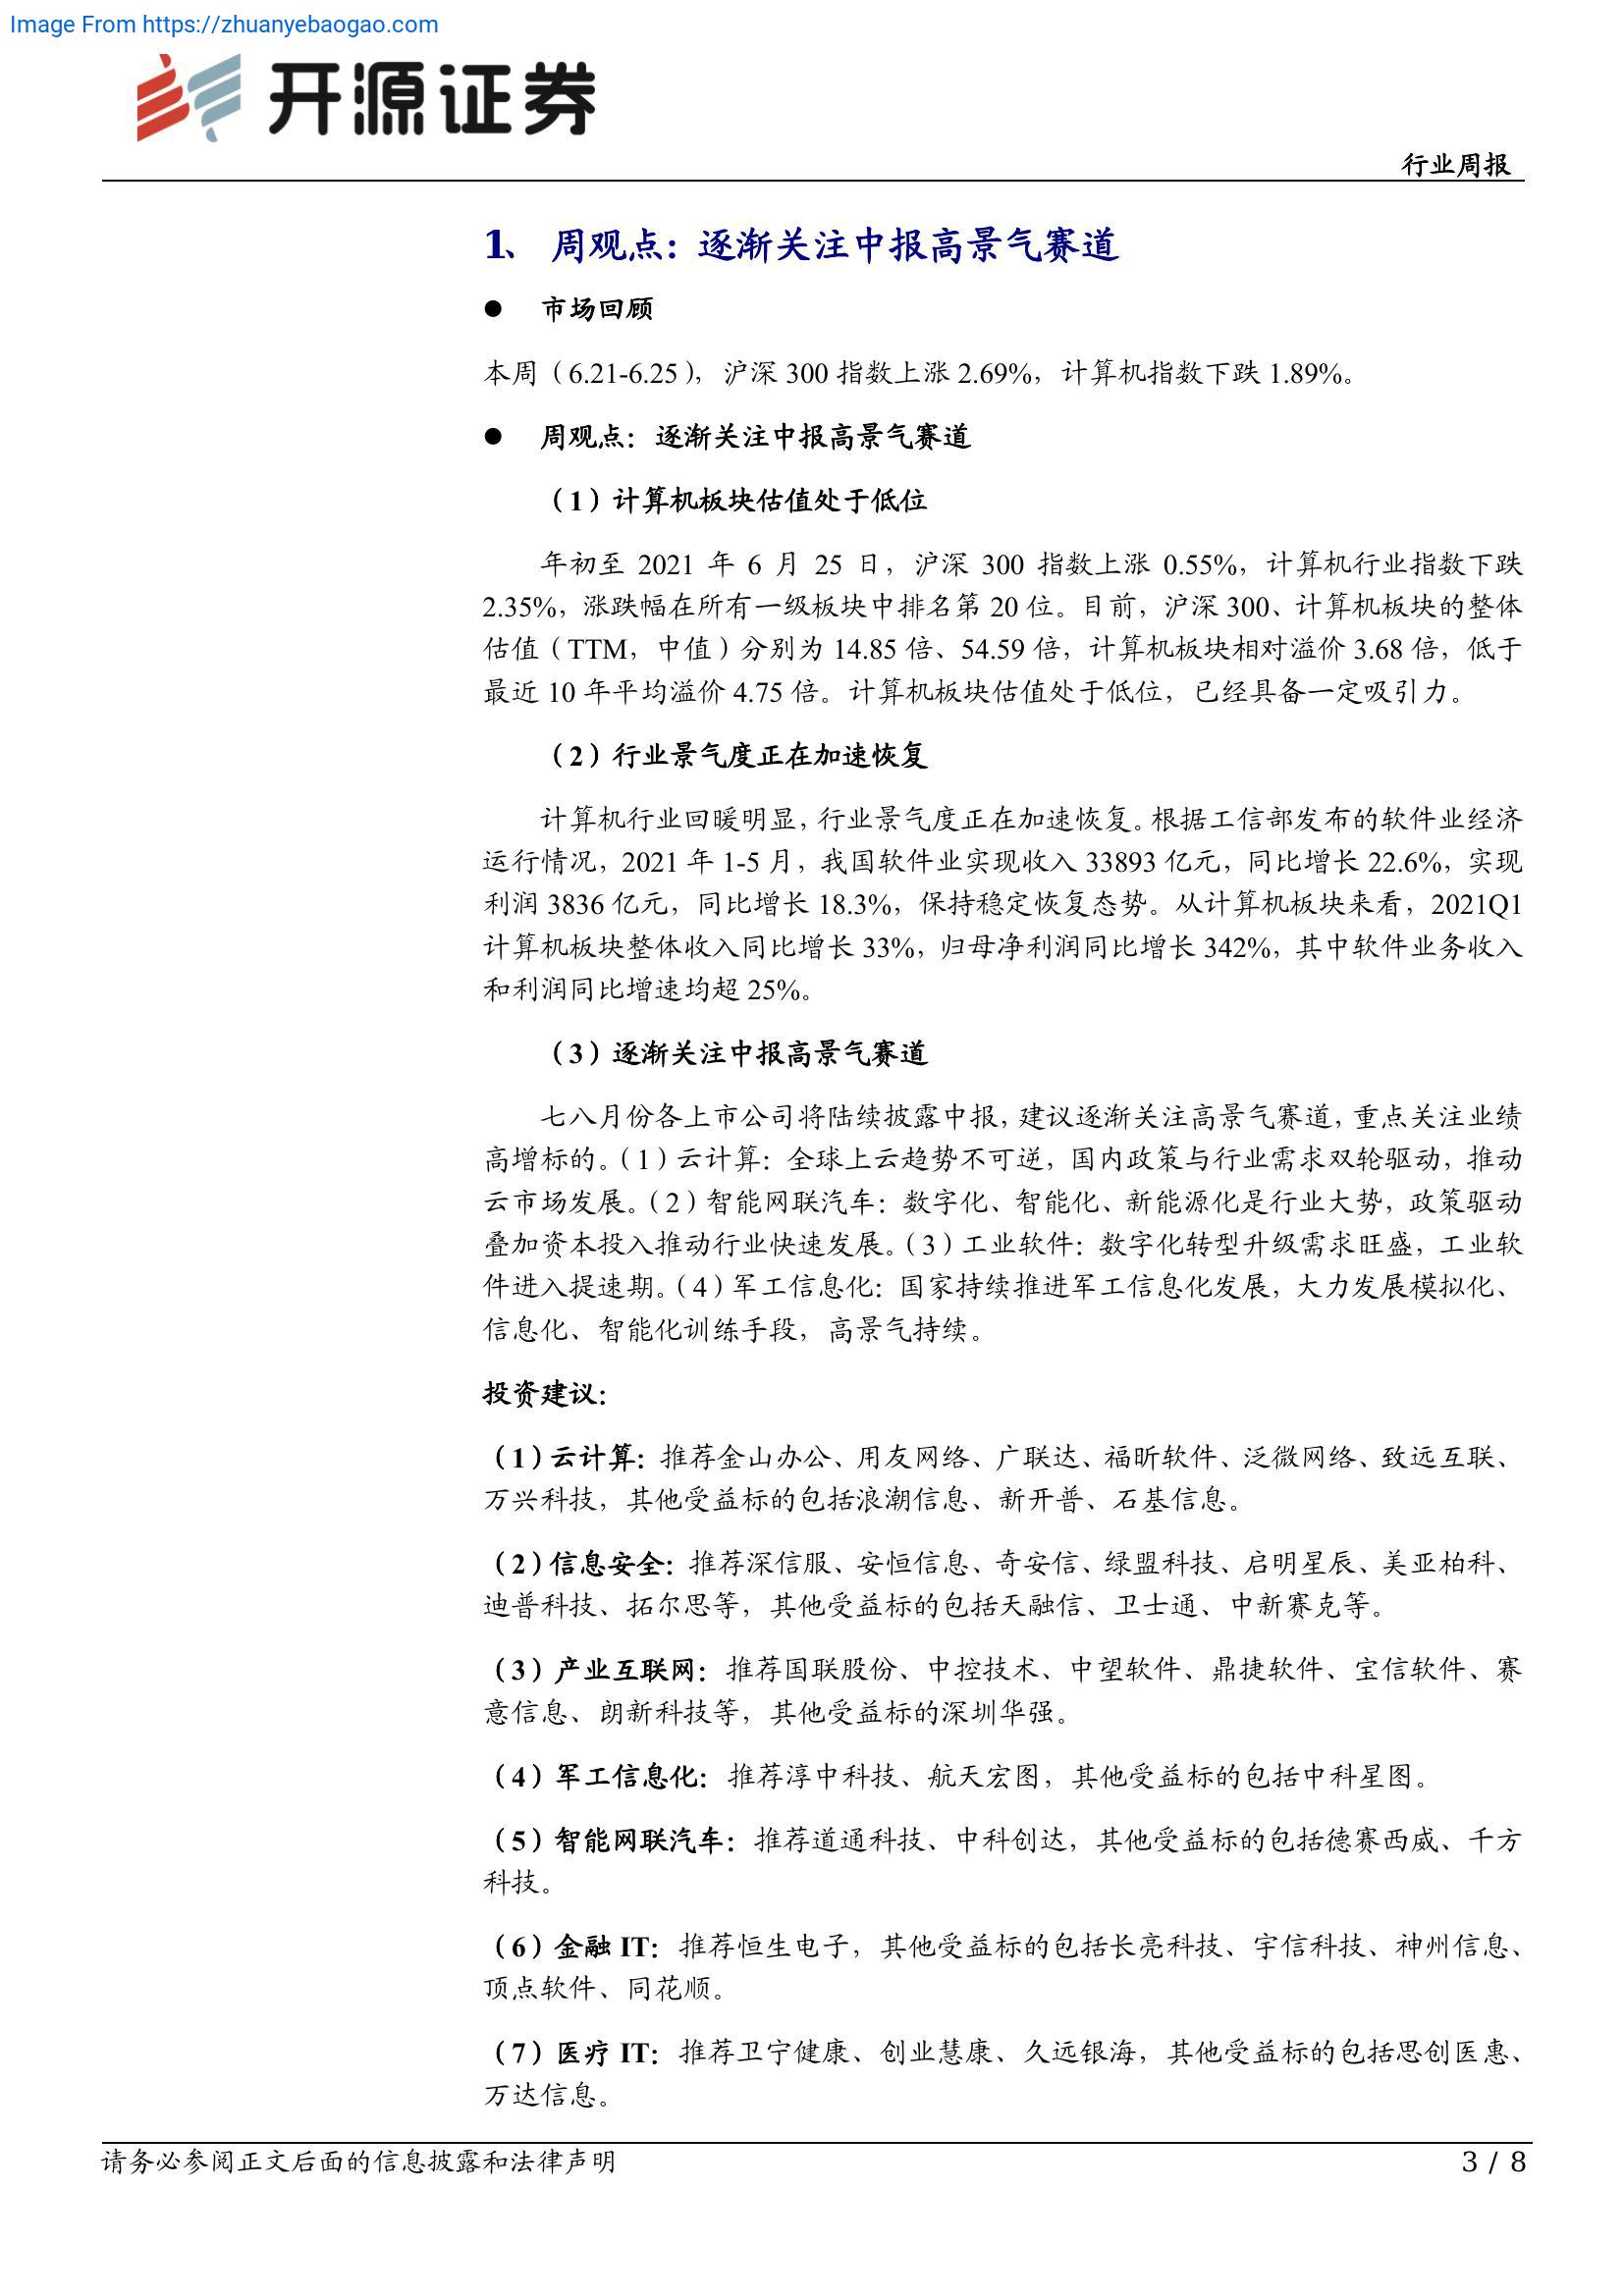 Image From https://zhuanyebaogao.com
开源证券
行业周报
1、 周观点：逐渐关注中报高景气赛道
● 市场回顾
本周（6.21-6.25），沪深 300 指数上涨 2.69%，计算机指数下跌 1.89%。
● 周观点：逐渐关注中报高景气赛道
（1）计算机板块估值处于低位
年初至 2021 年 6 月 25 日，沪深 300 指数上涨 0.55%，计算机行业指数下跌
2.35%，涨跌幅在所有一级板块中排名第 20 位。目前，沪深 300、计算机板块的整体
估值（TTM，中值）分别为 14.85 倍、54.59 倍，计算机板块相对溢价 3.68 倍，低于
最近 10 年平均溢价 4.75 倍。计算机板块估值处于低位，已经具备一定吸引力。
（2）行业景气度正在加速恢复
计算机行业回暖明显，行业景气度正在加速恢复。根据工信部发布的软件业经济
运行情况，2021 年 1-5 月，我国软件业实现收入 33893 亿元，同比增长 22.6%，实现
利润 3836 亿元，同比增长 18.3%，保持稳定恢复态势。从计算机板块来看，2021Q1
计算机板块整体收入同比增长 33%，归母净利润同比增长 342%，其中软件业务收入
和利润同比增速均超 25%。
（3）逐渐关注中报高景气赛道
七八月份各上市公司将陆续披露中报，建议逐渐关注高景气赛道，重点关注业绩
高增标的。（1）云计算：全球上云趋势不可逆，国内政策与行业需求双轮驱动，推动
云市场发展。（2）智能网联汽车：数字化、智能化、新能源化是行业大势，政策驱动
叠加资本投入推动行业快速发展。（3）工业软件：数字化转型升级需求旺盛，工业软
件进入提速期。（4）军工信息化：国家持续推进军工信息化发展，大力发展模拟化、
信息化、智能化训练手段，高景气持续。
投资建议：
（1）云计算：推荐金山办公、用友网络、广联达、福昕软件、泛微网络、致远互联、
万兴科技，其他受益标的包括浪潮信息、新开普、石基信息。
（2）信息安全：推荐深信服、安恒信息、奇安信、绿盟科技、启明星辰、美亚柏科、
迪普科技、拓尔思等，其他受益标的包括天融信、卫士通、中新赛克等。
（3）产业互联网：推荐国联股份、中控技术、中望软件、鼎捷软件、宝信软件、赛
意信息、朗新科技等，其他受益标的深圳华强。
（4）军工信息化：推荐淳中科技、航天宏图，其他受益标的包括中科星图。
（5）智能网联汽车：推荐道通科技、中科创达，其他受益标的包括德赛西威、千方
科技。
（6）金融 IT：推荐恒生电子，其他受益标的包括长亮科技、宇信科技、神州信息、
顶点软件、同花顺。
（7）医疗 IT：推荐卫宁健康、创业慧康、久远银海，其他受益标的包括思创医惠、
万达信息。
请务必参阅正文后面的信息披露和法律声明
3 / 8